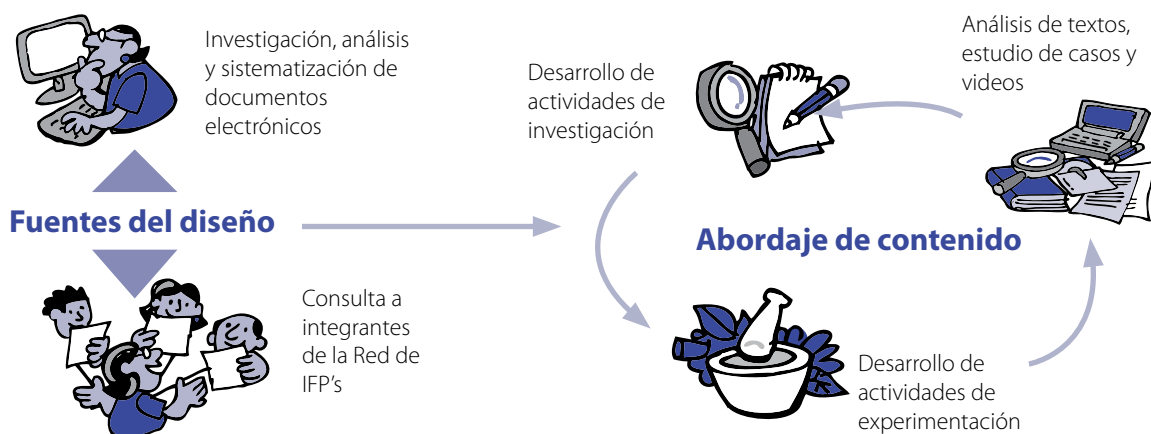 Investigación, análisis
y sistematización de
documentos
electrónicos
Fuentes del diseño
Consulta a
integrantes
de la Red de
IFP's
Desarrollo de
actividades de
investigación
Análisis de textos,
estudio de casos y
videos
Abordaje de contenido
Desarrollo de
actividades de
experimentación